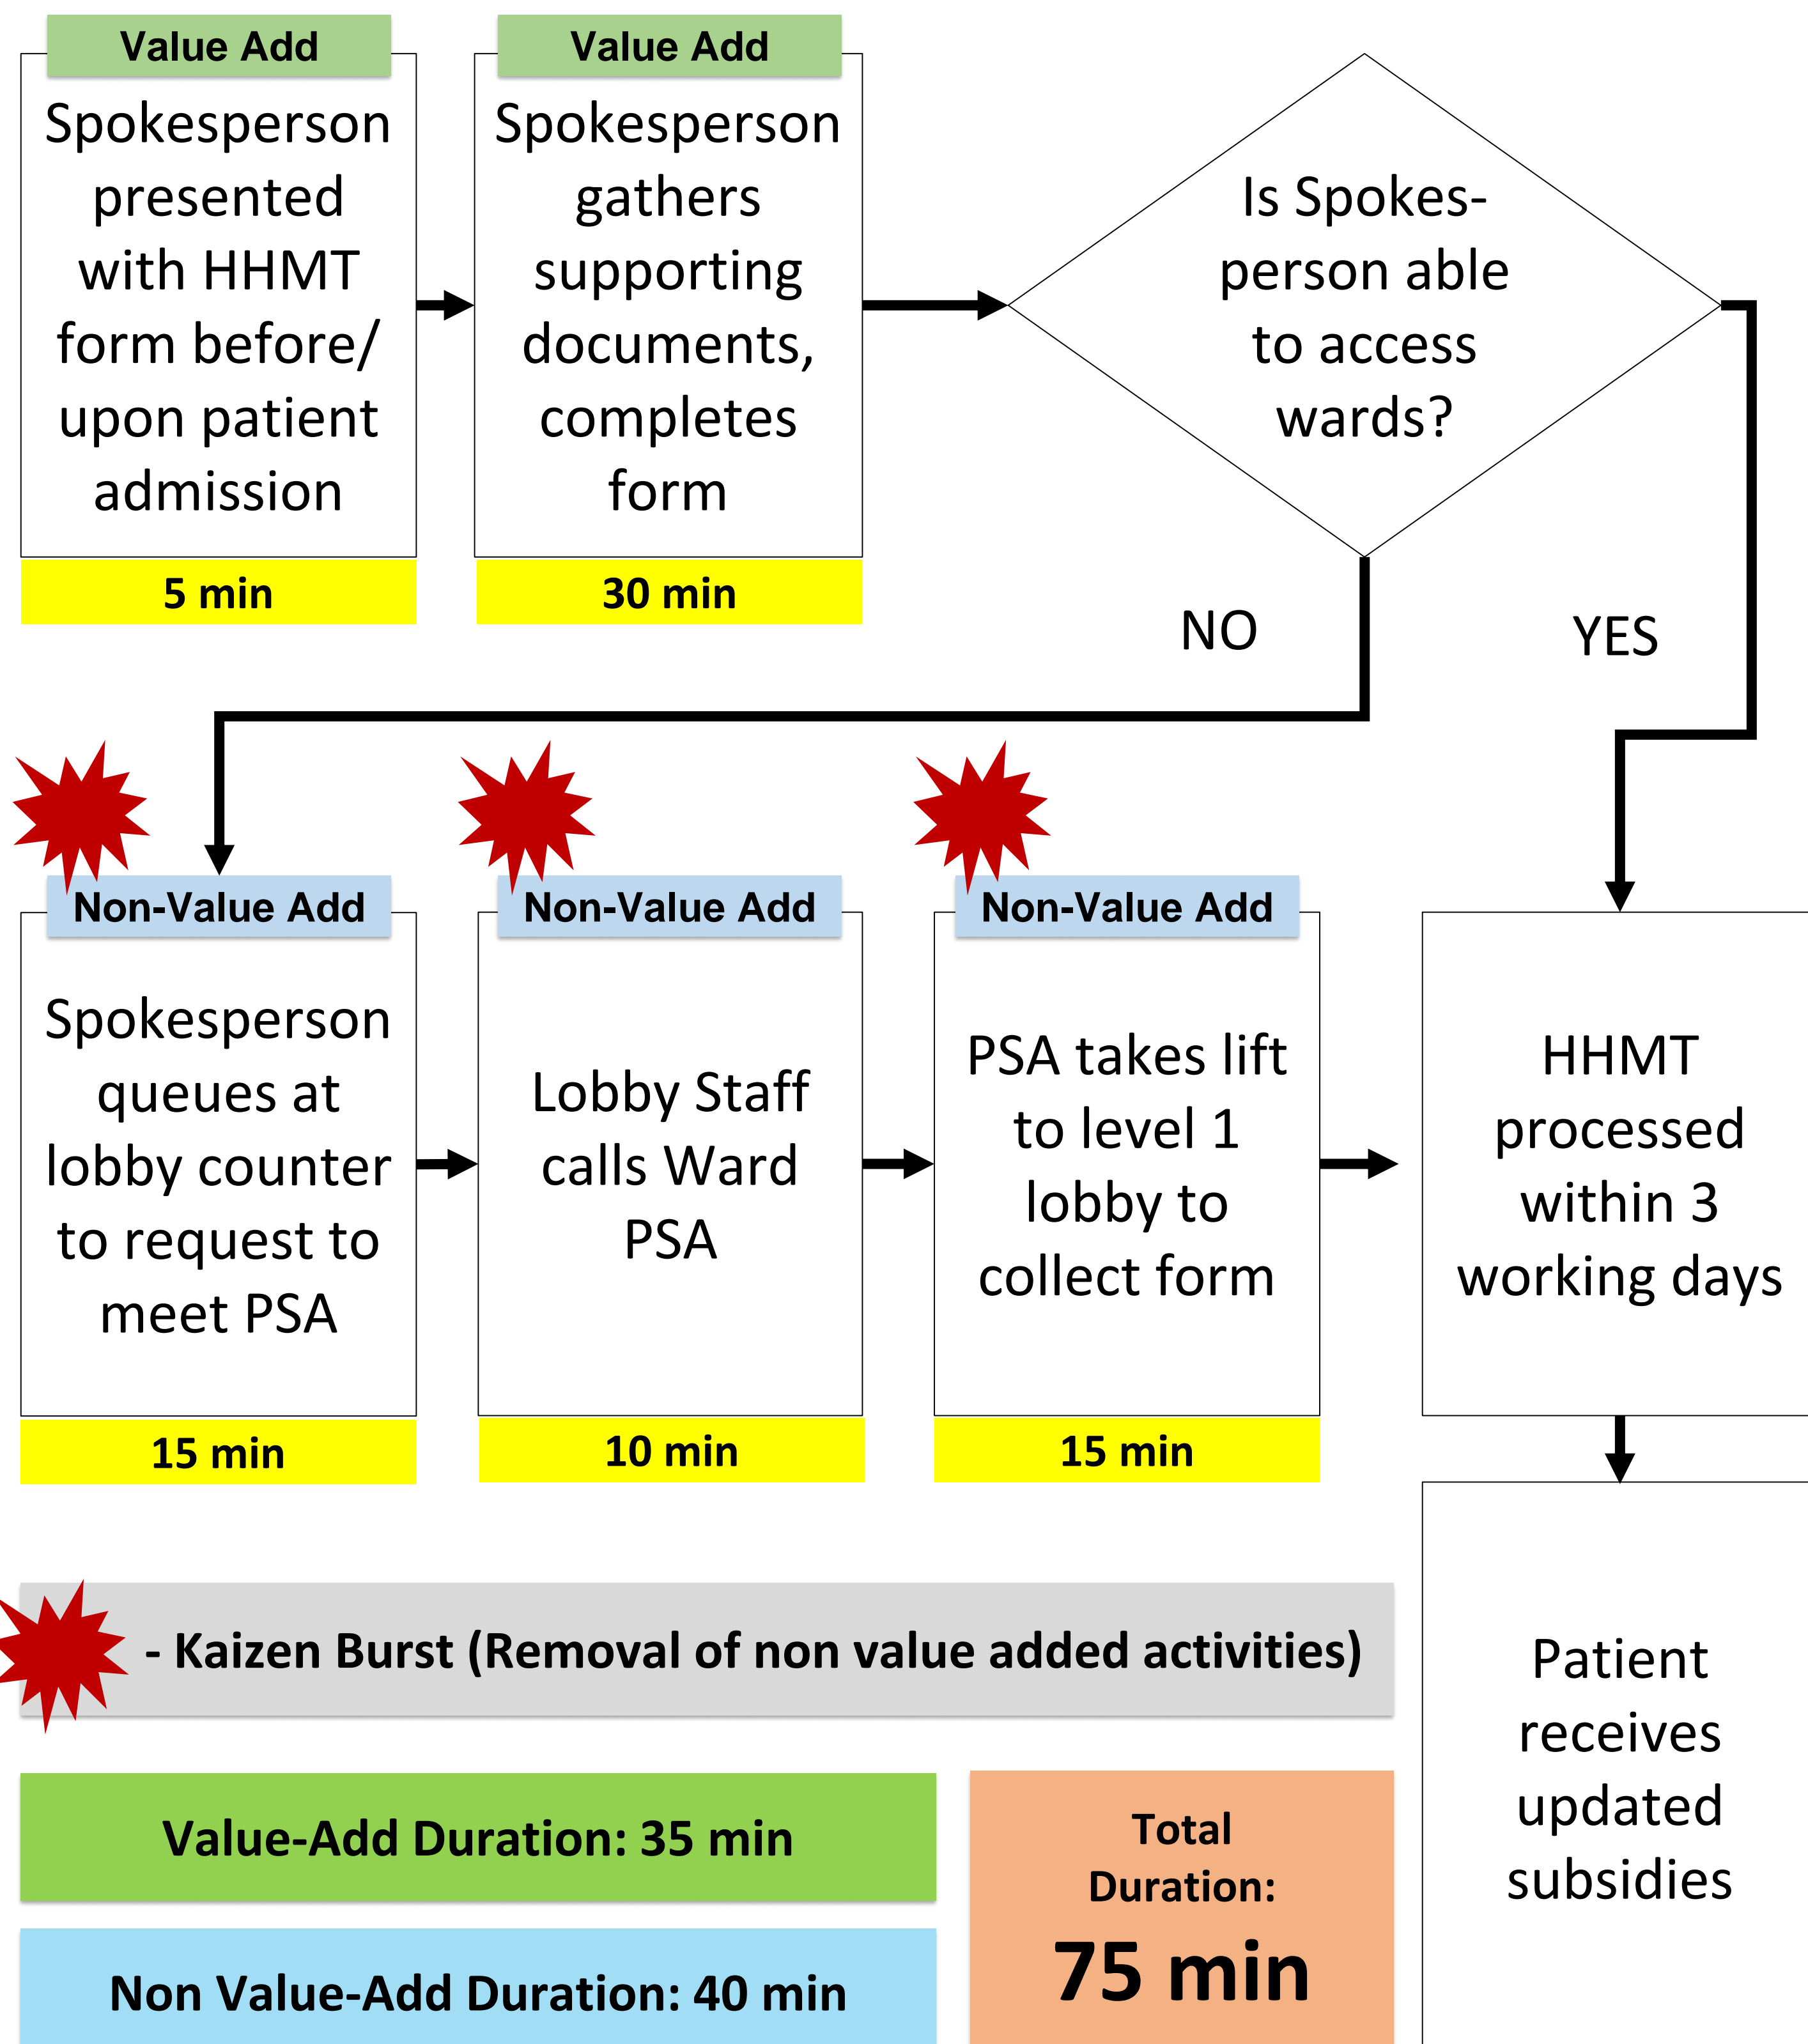 Value Add
Spokesperson
presented
with HHMT
form before/
upon patient
admission
5 min
Value Add
Spokesperson
gathers
supporting
documents,
completes
form
30 min
Is Spokes-
person able
to access
wards?
NO
YES
Non-Value Add
Spokesperson
queues at
lobby counter
to request to
meet PSA
15 min
Non-Value Add
Lobby Staff
calls Ward
PSA
10 min
Non-Value Add
PSA takes lift
to level 1
lobby to
collect form
15 min
HHMT
processed
within 3
working days
Patient
receives
updated
subsidies
- Kaizen Burst (Removal of non value added activities)
Value-Add Duration: 35 min
Non Value-Add Duration: 40 min
Total
Duration:
75 min